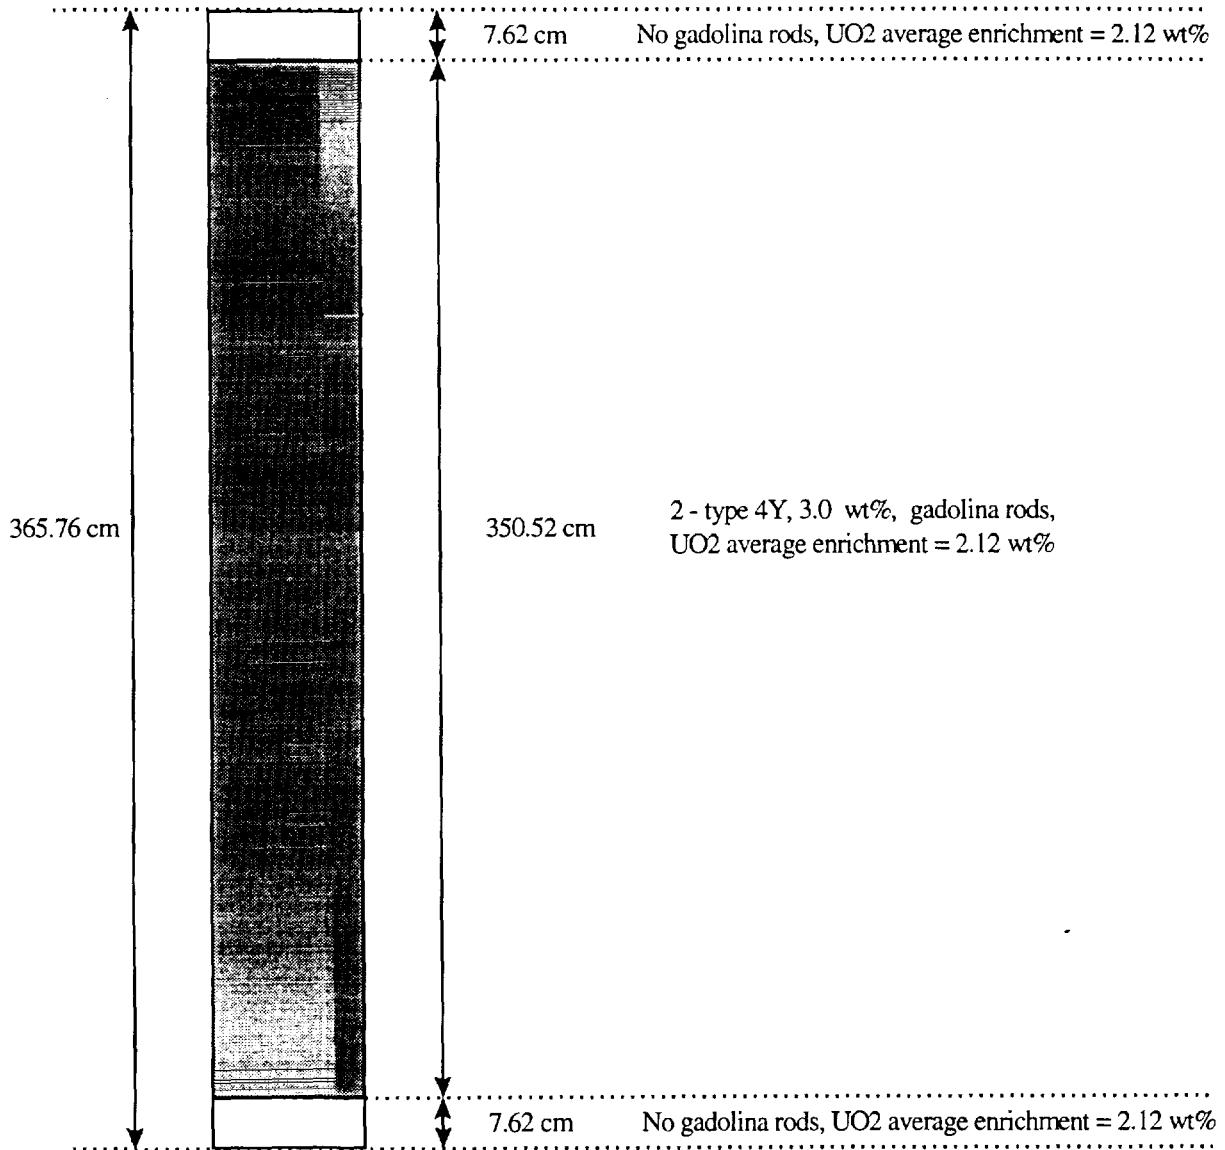 7.62 cm No gadolina rods, UO2 average enrichment = 2.12 wt%
365.76 cm
350.52 cm
2 - type 4Y, 3.0 wt%, gadolina rods,
UO2 average enrichment = 2.12 wt%
7.62 cm No gadolina rods, UO2 average enrichment = 2.12 wt%